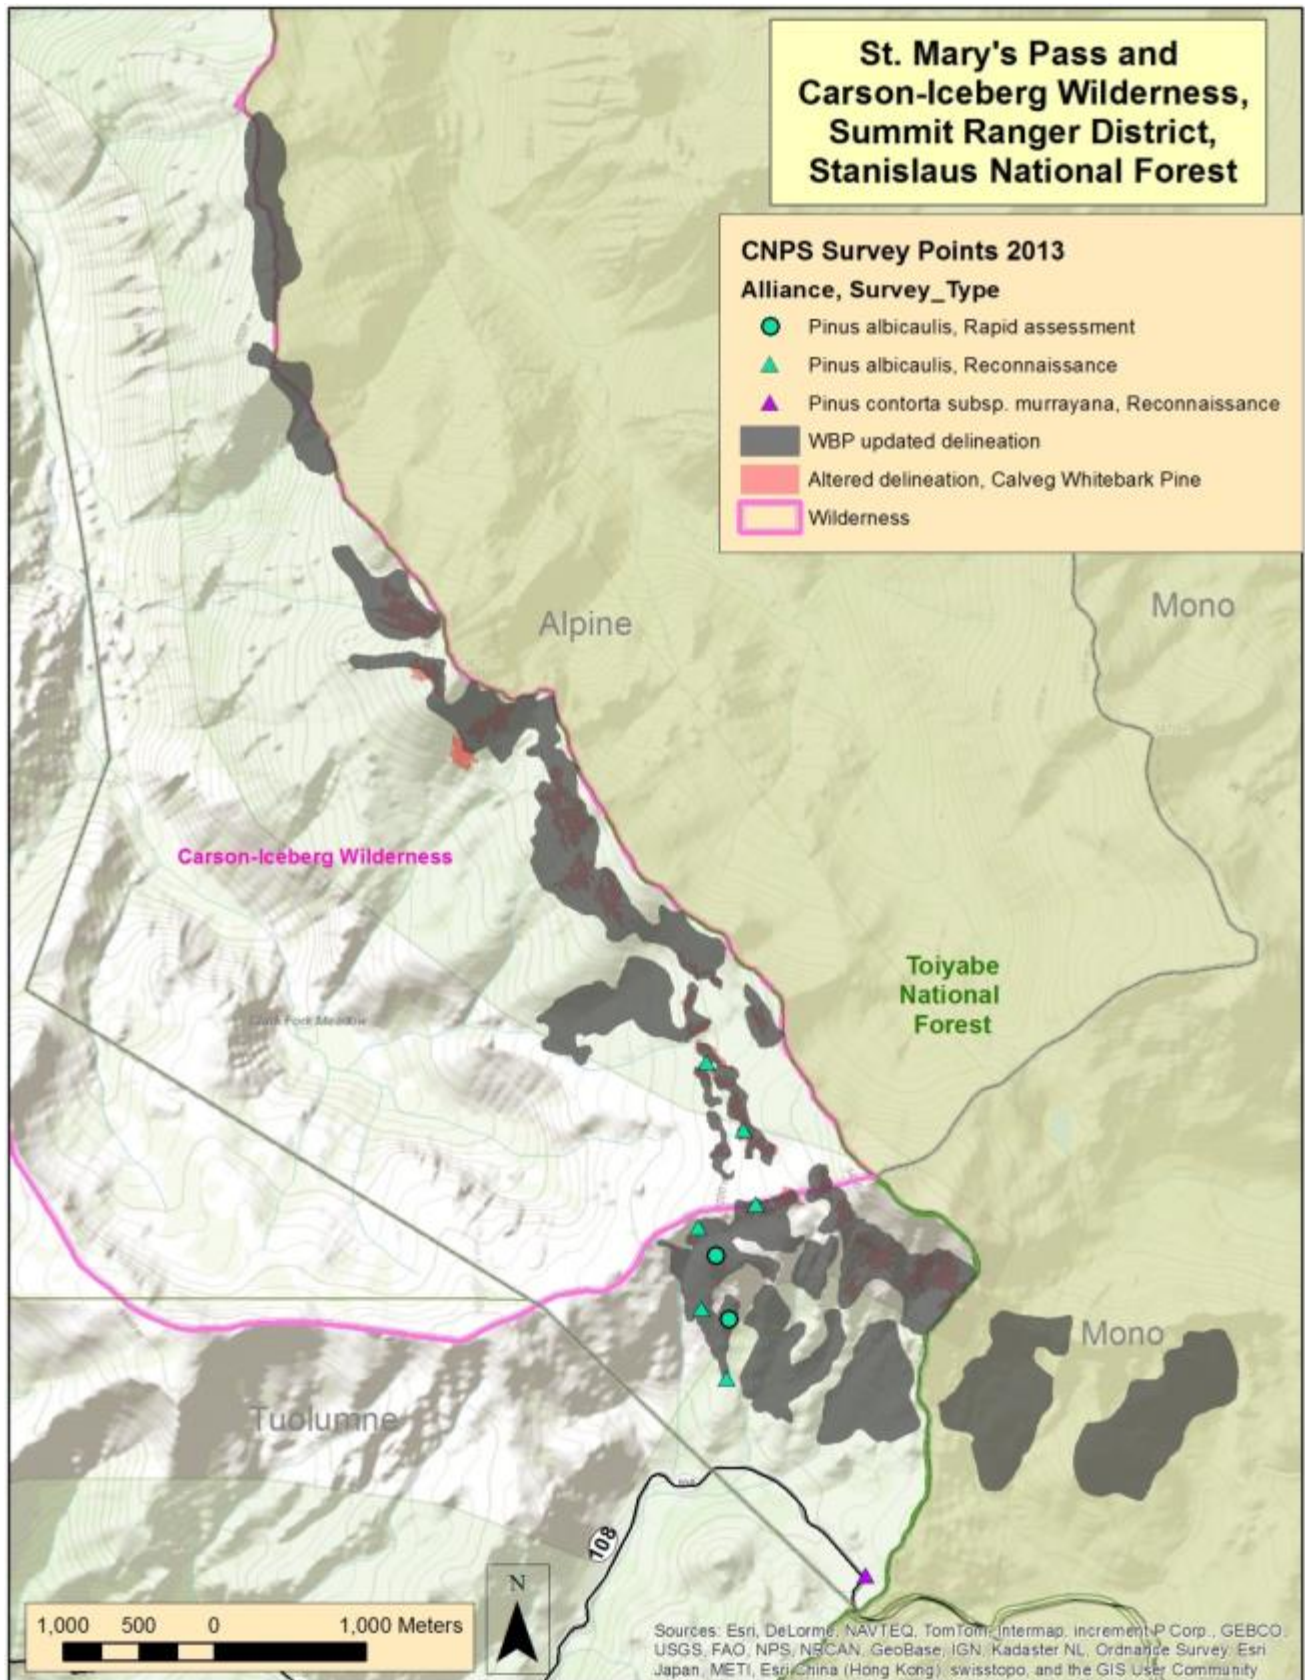 St. Mary's Pass and
Carson-Iceberg Wilderness,
Summit Ranger District,
Stanislaus National Forest
CNPS Survey Points 2013
Alliance, Survey_Type
Pinus albicaulis, Rapid assessment
Pinus albicaulis, Reconnaissance
Pinus contorta subsp. murrayana, Reconnaissance
WBP updated delineation
Altered delineation, Calveg Whitebark Pine
Wilderness
Mono
Alpine
Carson-Iceberg Wilderness
Toiyabe
National
Forest
Clark Fork Meadow
Mono
Tuolumne
108
N
1,000 500 0 1,000 Meters
Sources: Esri, DeLorme, NAVTEQ, TomTom, Intermap, increment P Corp., GEBCO,
USGS, FAO, NPS, NRCAN, GeoBase, IGN, Kadaster NL, Ordnance Survey, Esri
Japan, METI, Esri China (Hong Kong), swisstopo, and the GIS User Community